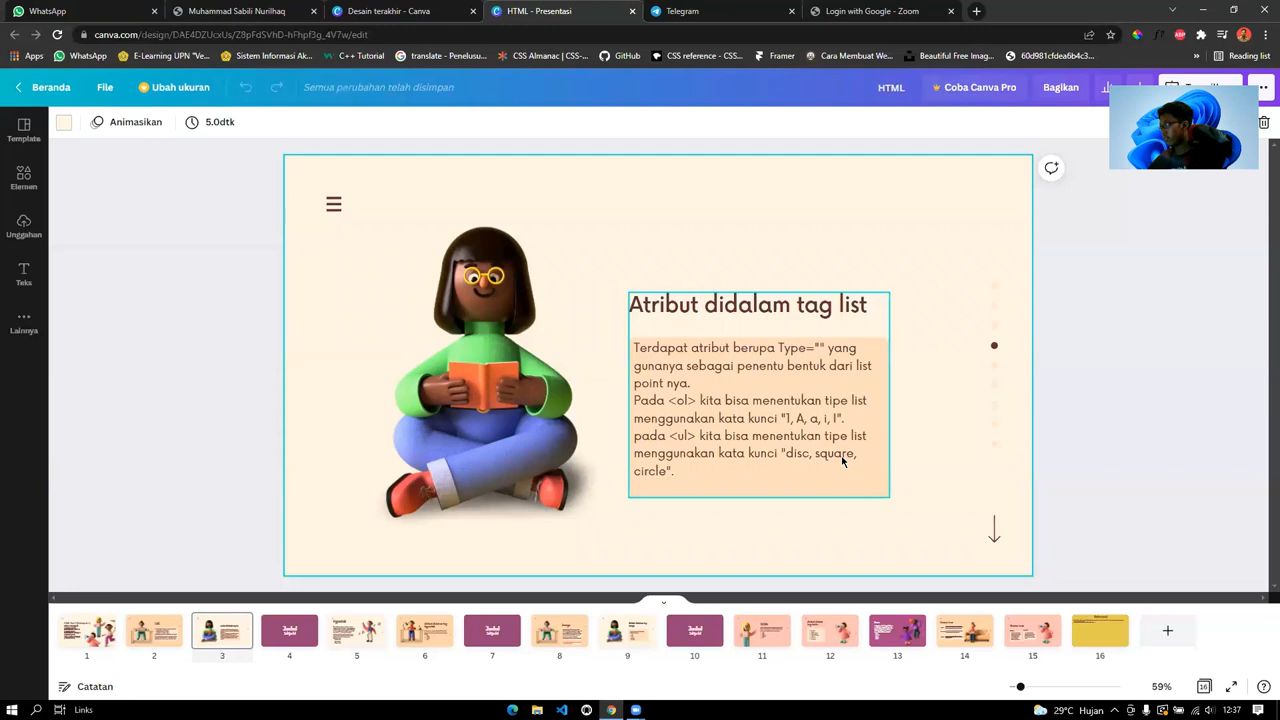 WhatsApp
Muhammad Sabili Nurilhaq
Desain terakhir - Canva
HTML - Presentasi
Telegram
Login with Google - Zoom
canva.com/design/DAE4DZUcxUs/Z8pFdSVhD-hFhpf3g_4V7w/edit
Apps
WhatsApp
E-Learning UPN "Ve...
Sistem Informasi Ak...
C++ Tutorial
translate - Penelusu...
CSS Almanac | CSS-...
GitHub
CSS reference - CSS...
Framer
Cara Membuat Wa...
Beautiful Free Imag...
60d981cfdea6b4c3...
Reading list
Beranda
File
Ubah ukuran
Semua perubahan telah disimpan
HTML
Coba Canva Pro
Bagikan
Animasikan
5.0dtk
Template
Elemen
Unggahan
Teks
Lainnya
Atribut didalam tag list
Terdapat atribut berupa Type="" yang
gunanya sebagai penentu bentuk dari list
point nya.
Pada <ol> kita bisa menentukan tipe list
menggunakan kata kunci "1, A, a, i, I".
pada <ul> kita bisa menentukan tipe list
menggunakan kata kunci "disc, square,
circle".
1
2
3
4
5
6
7
8
9
10
11
12
13
14
15
16
Catatan
59%
16
Links
29°C Hujan
12:37